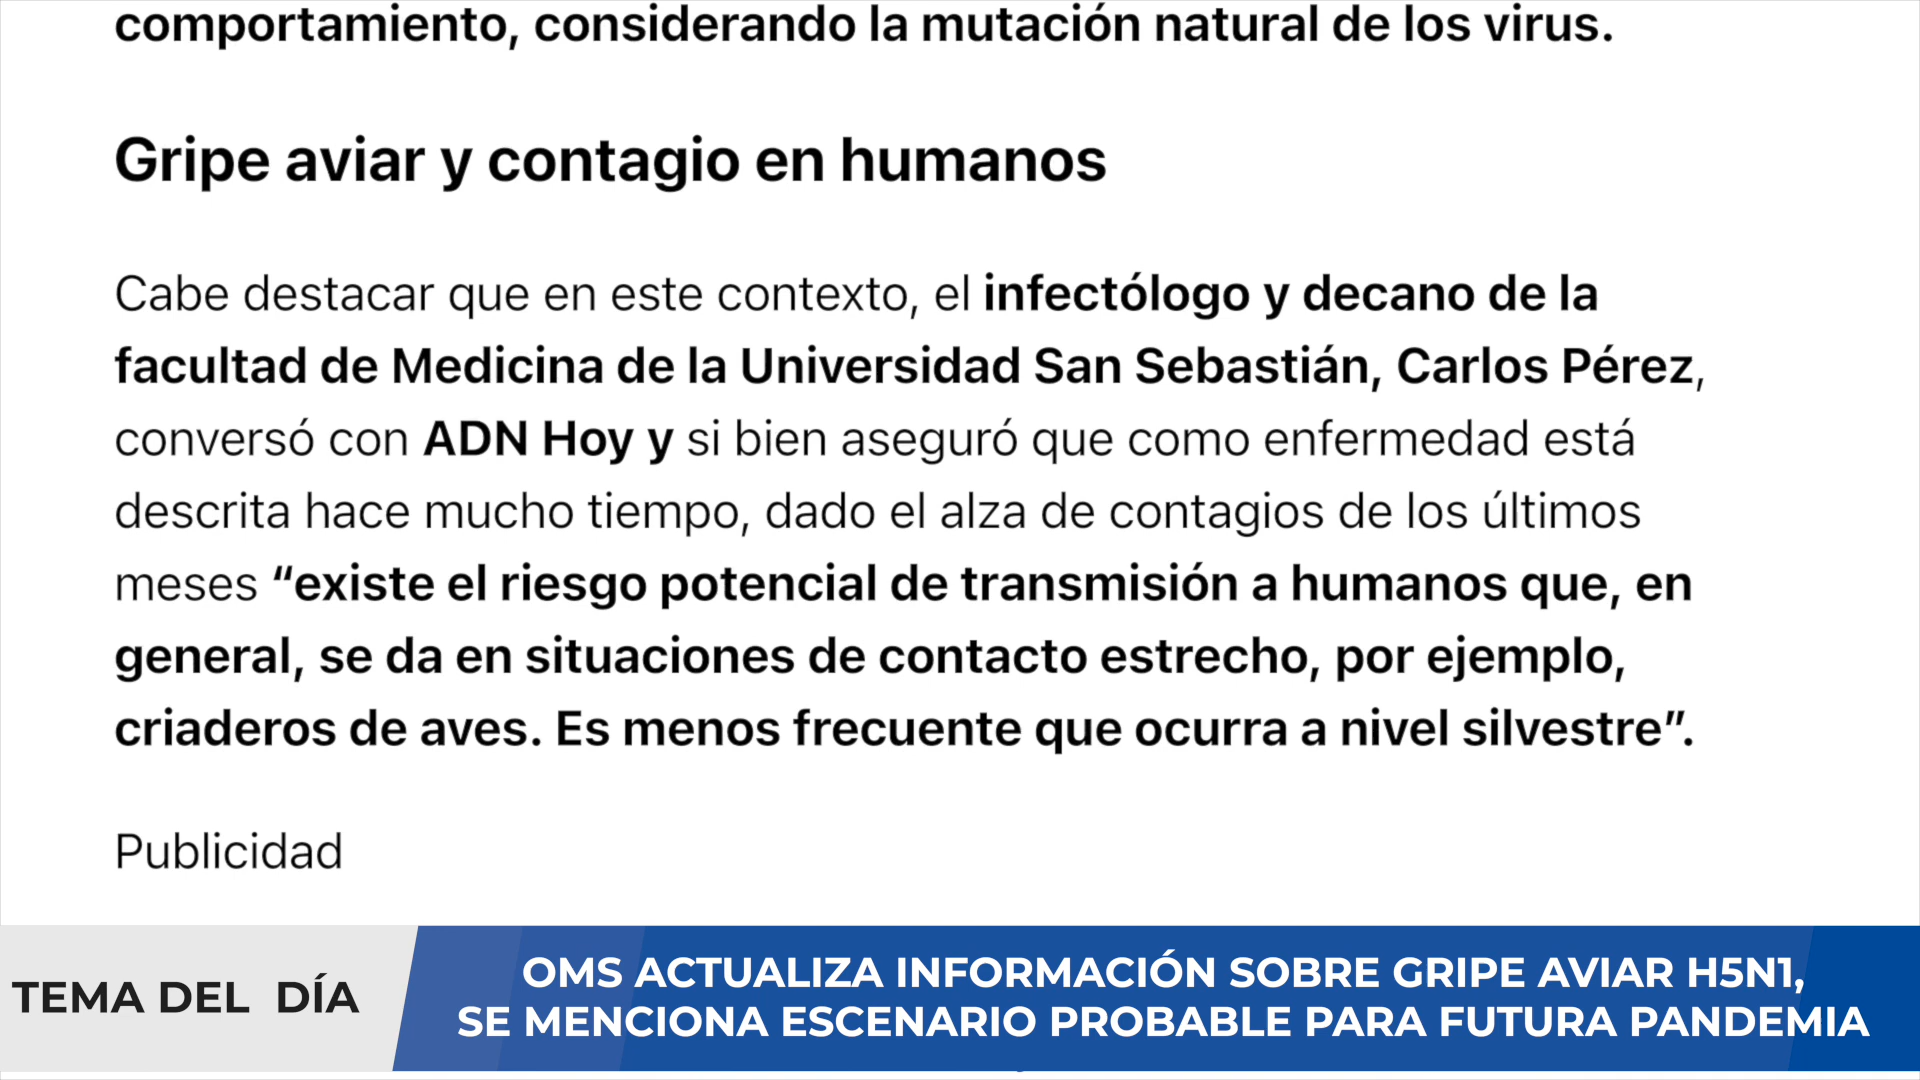 comportamiento, considerando la mutación natural de los virus.
Gripe aviar y contagio en humanos
Cabe destacar que en este contexto, el infectólogo y decano de la
facultad de Medicina de la Universidad San Sebastián, Carlos Pérez,
conversó con ADN Hoy y si bien aseguró que como enfermedad está
descrita hace mucho tiempo, dado el alza de contagios de los últimos
meses “existe el riesgo potencial de transmisión a humanos que, en
general, se da en situaciones de contacto estrecho, por ejemplo,
criaderos de aves. Es menos frecuente que ocurra a nivel silvestre”.
Publicidad
TEMA DEL DÍA
OMS ACTUALIZA INFORMACIÓN SOBRE GRIPE AVIAR H5N1,
SE MENCIONA ESCENARIO PROBABLE PARA FUTURA PANDEMIA